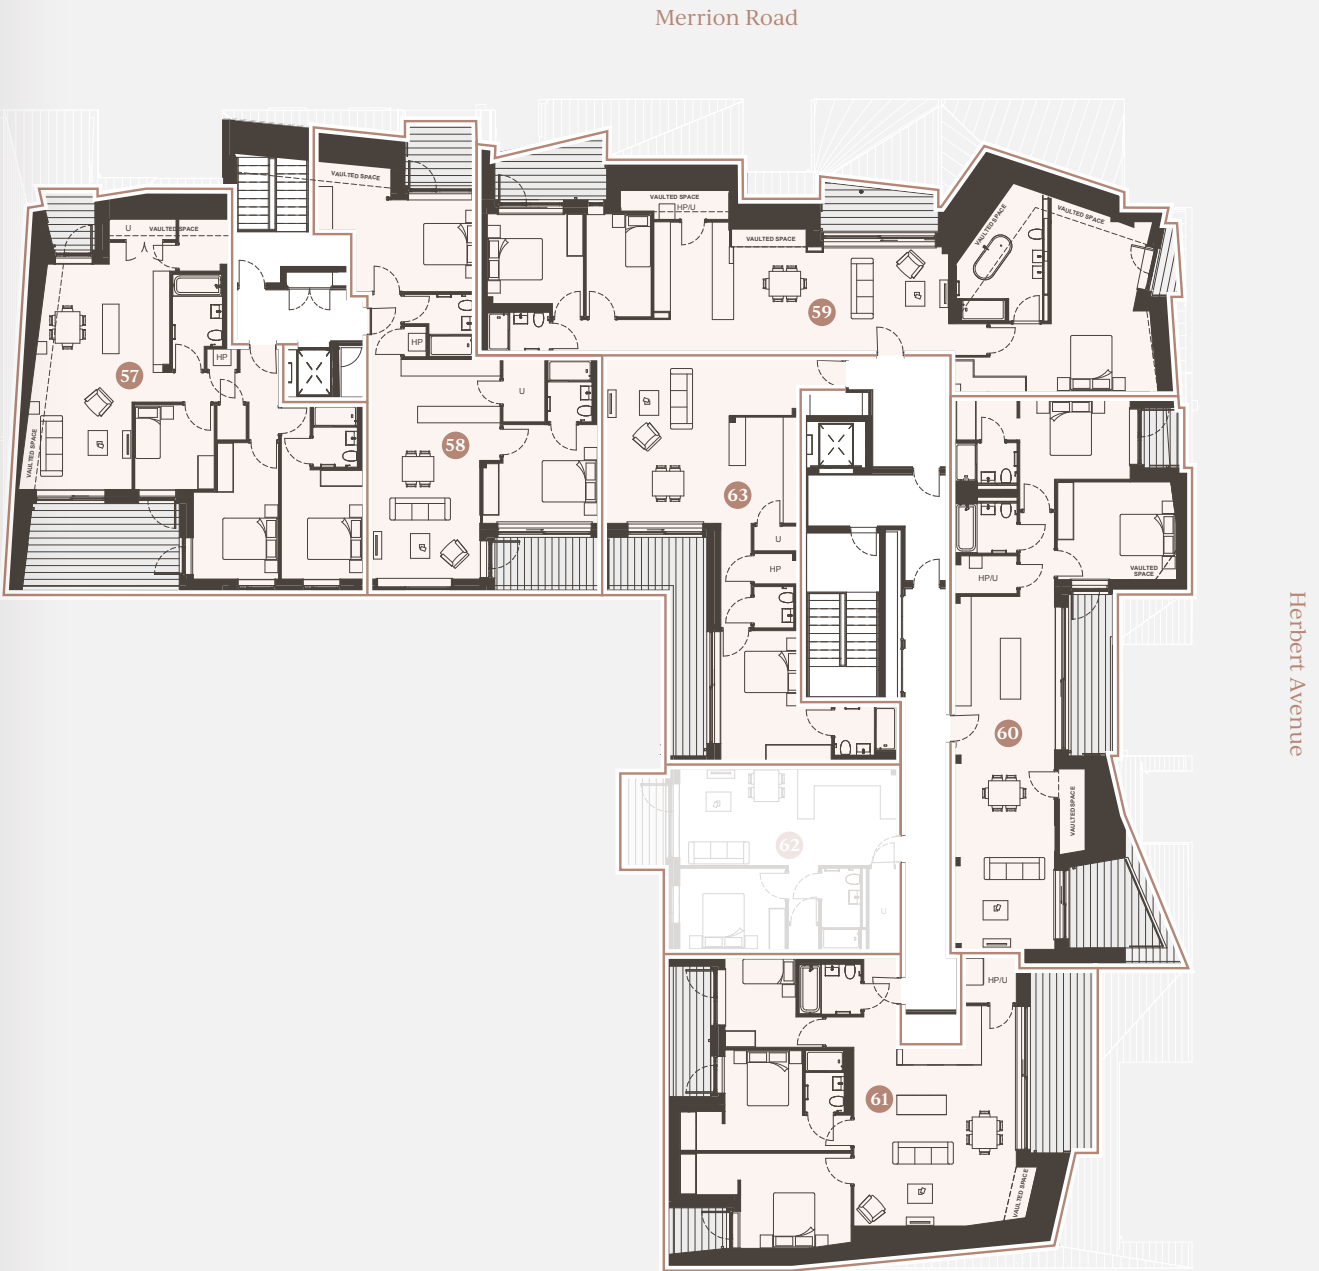 Merrion Road
VAULTED SPACE
VAULTED SPACE
HP/U
VAULTED SPACE
VAULTED SPACE
VAULTED SPACE
U
VAULTED SPACE
59
HP
HP
57
U
58
VAULTED SPACE
63
U
HP
HP/U
VAULTED
SPACE
Herbert Avenue
60
VAULTED SPACE
62
U
HP/U
61
VAULTED SPACE